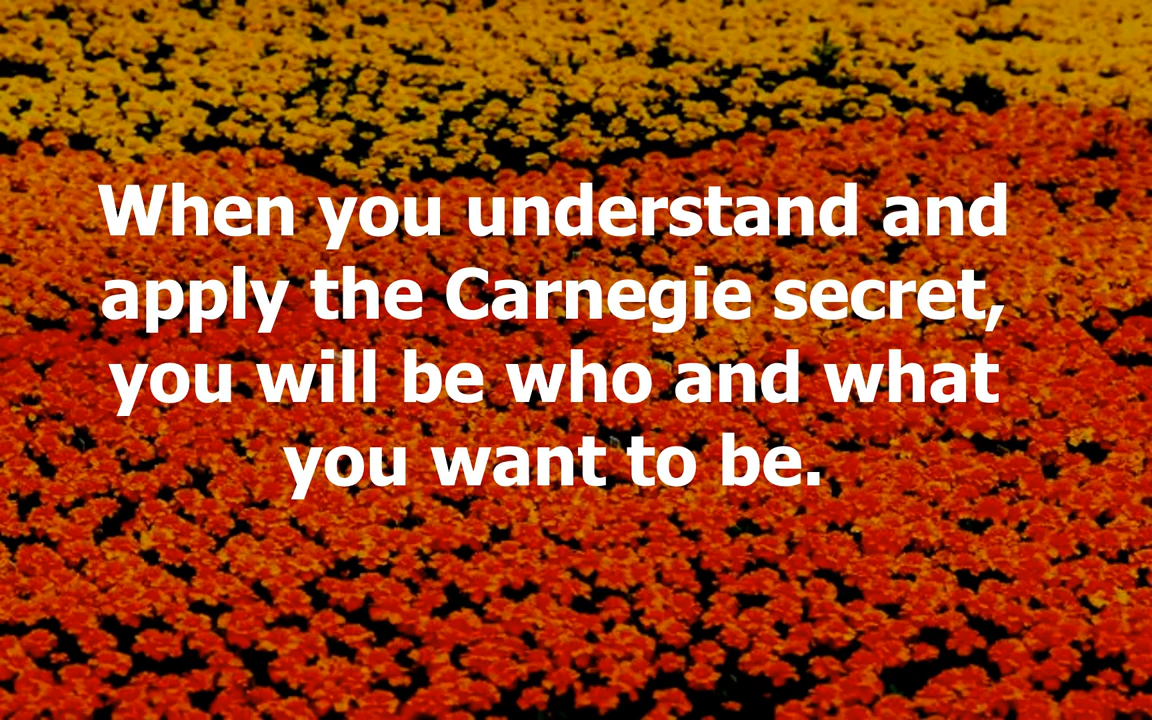 When you understand and
apply the Carnegie secret,
you will be who and what
you want to be.